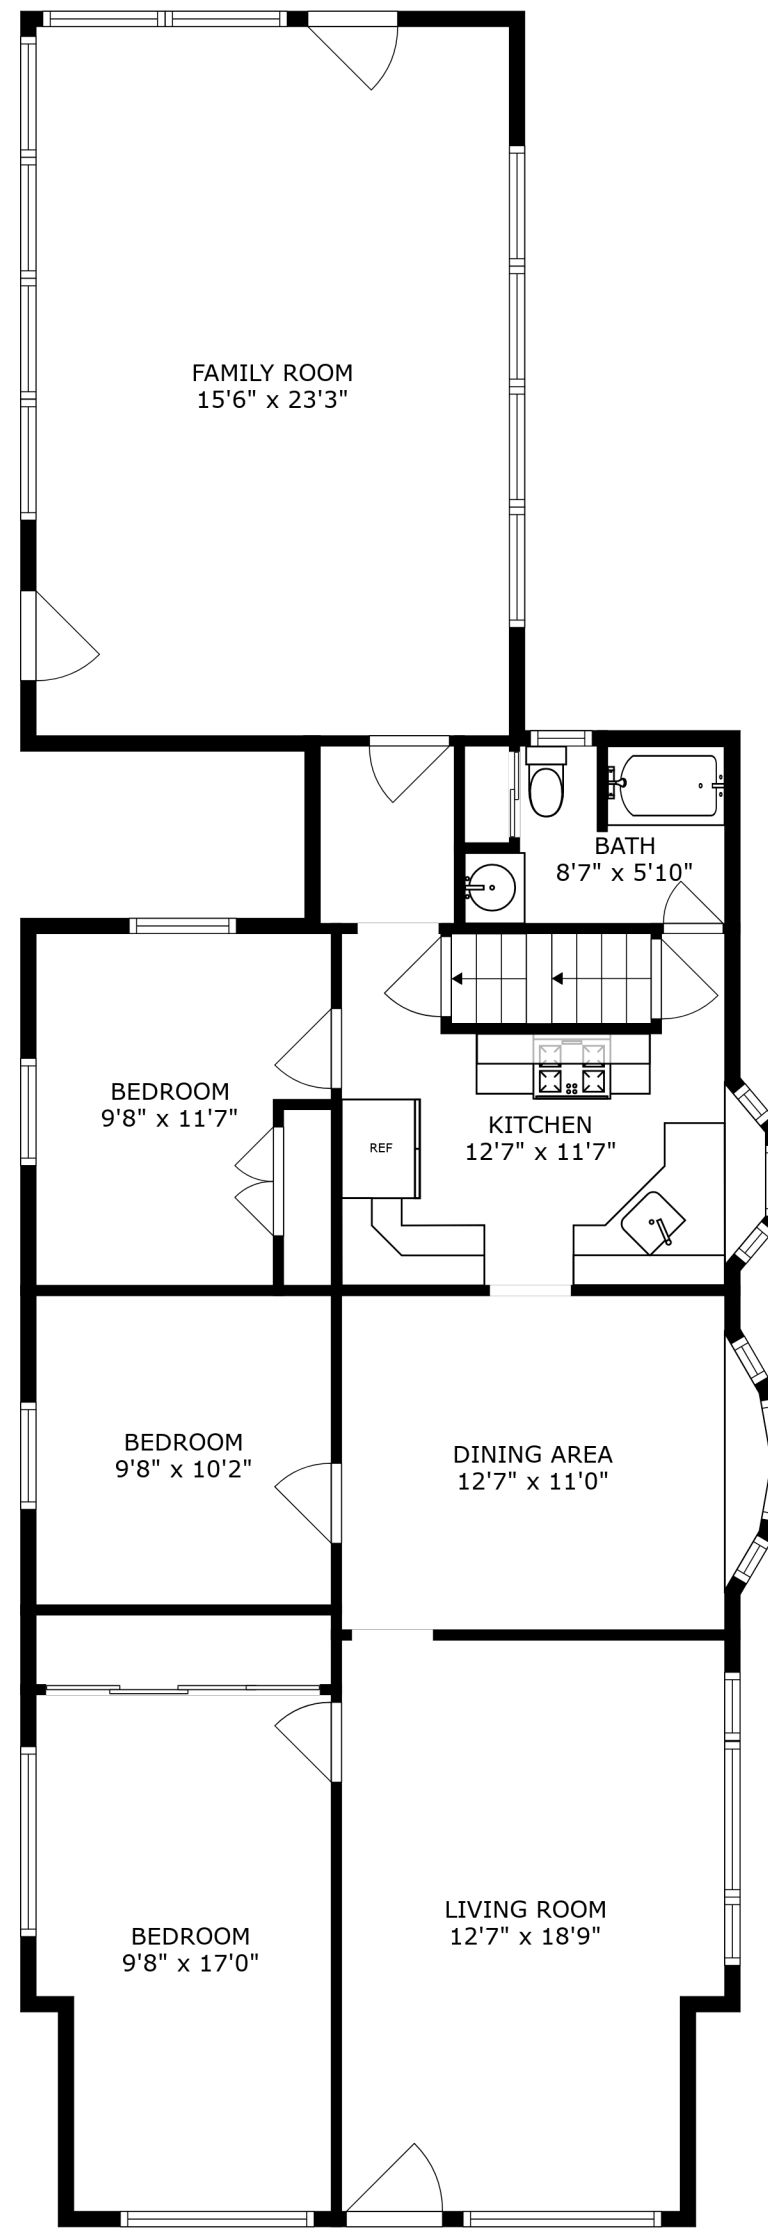 FAMILY ROOM
15'6" x 23'3"
BATH
8'7" x 5'10"
BEDROOM
9'8" x 11'7"
KITCHEN
12'7" x 11'7"
REF
BEDROOM
9'8" x 10'2"
DINING AREA
12'7" x 11'0"
LIVING ROOM
12'7" x 18'9"
BEDROOM
9'8" x 17'0"